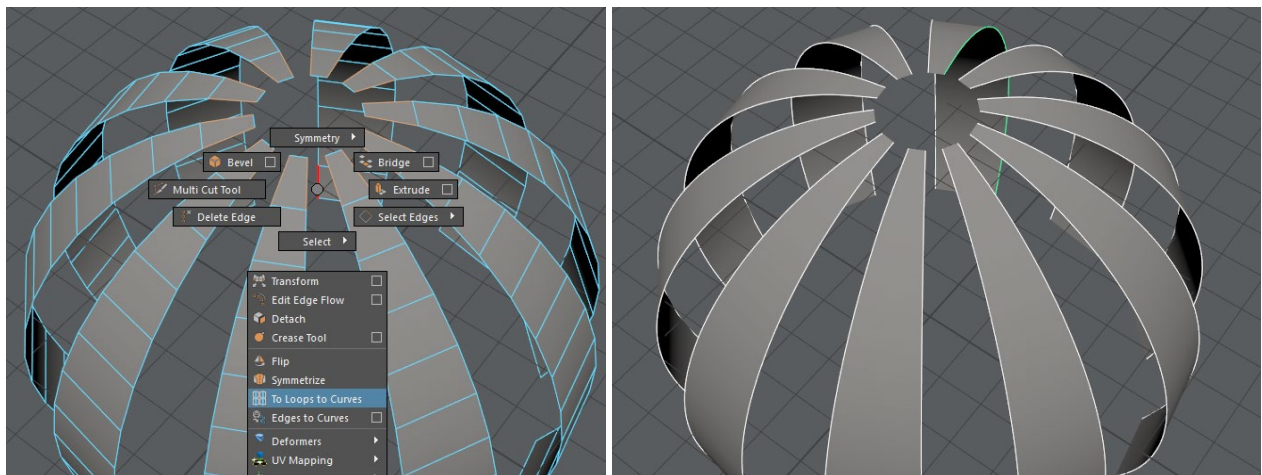 Symmetry
Bevel
Bridge
Multi Cut Tool
Extrude
Delete Edge
Select Edges
Select
Transform
Edit Edge Flow
Detach
Crease Tool
Flip
Symmetrize
To Loops to Curves
Edges to Curves
Deformers
UV Mapping